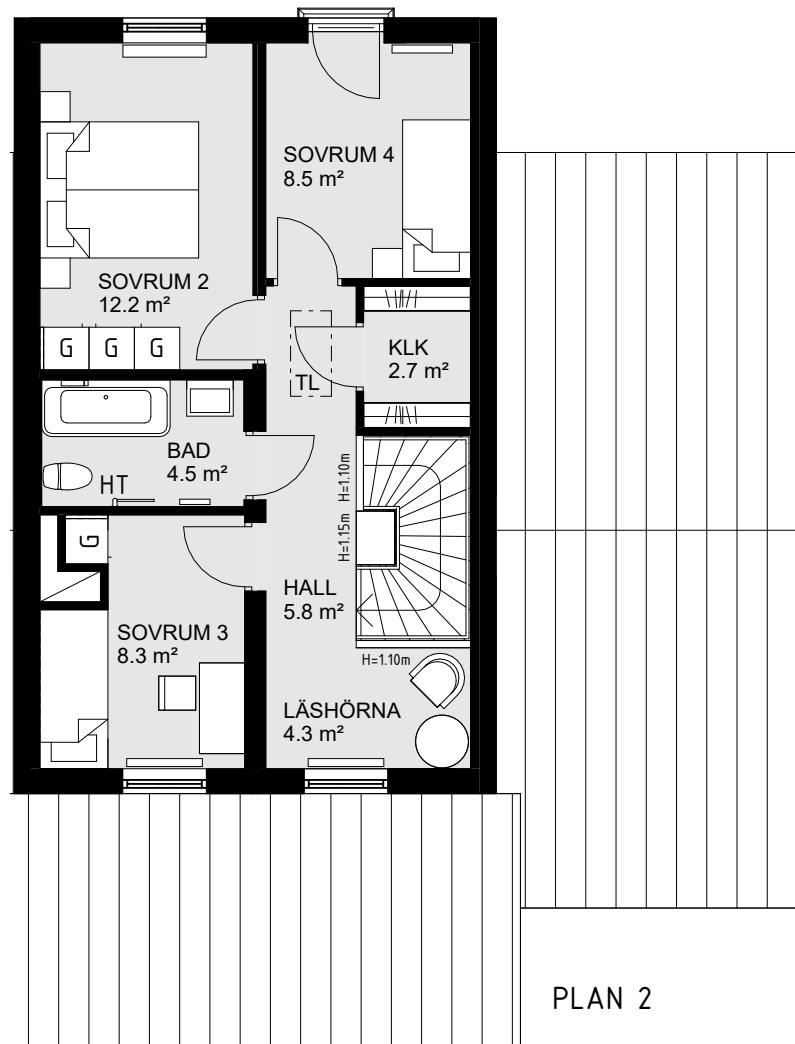 SOVRUM 4
8.5 m²
SOVRUM 2
12.2 m²
G G G
TL
KLK
2.7 m²
BAD
4.5 m²
HT
H=1.10m
H=1.15m
G
HALL
5.8 m²
SOVRUM 3
8.3 m²
H=1.10m
LÄSHÖRNA
4.3 m²
PLAN 2